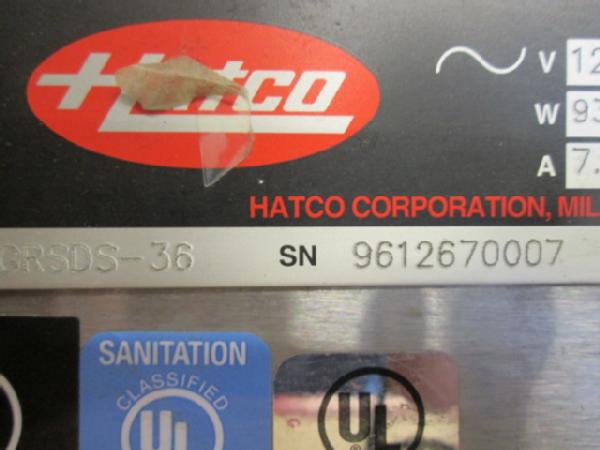 Hatco
V 12
W 93
A 7.
HATCO CORPORATION, MIL
GRSDS-36 SN 9612670007
SANITATION
CLASSIFIED
UL
UL